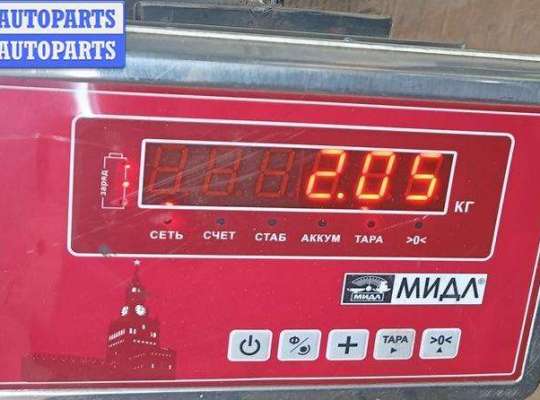 AUTOPARTS
AUTOPARTS
заряд
2.05 КГ
СЕТЬ СЧЕТ СТАБ АККУМ ТАРА >0<
МИДЛ МИДЛ®
Ф/ + ТАРА >0<